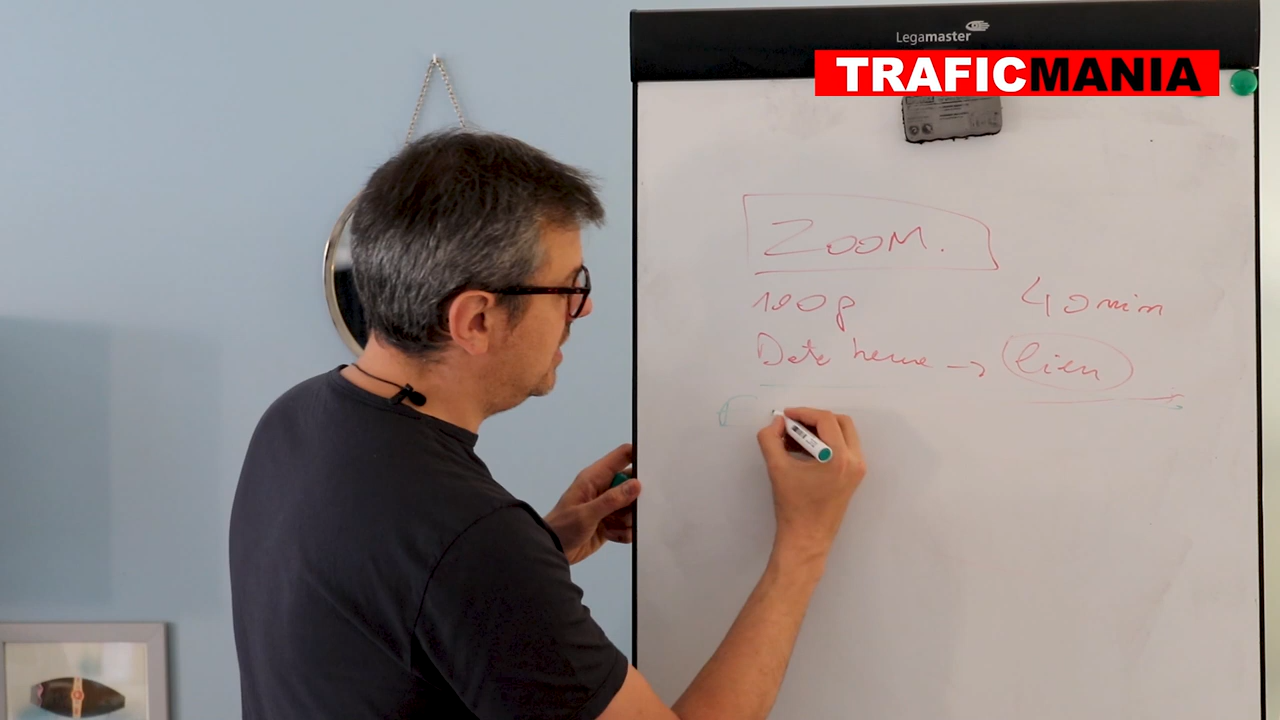 Legamaster
TRAFICMANIA
ZOOM.
100p 40 min
Date heure → lien